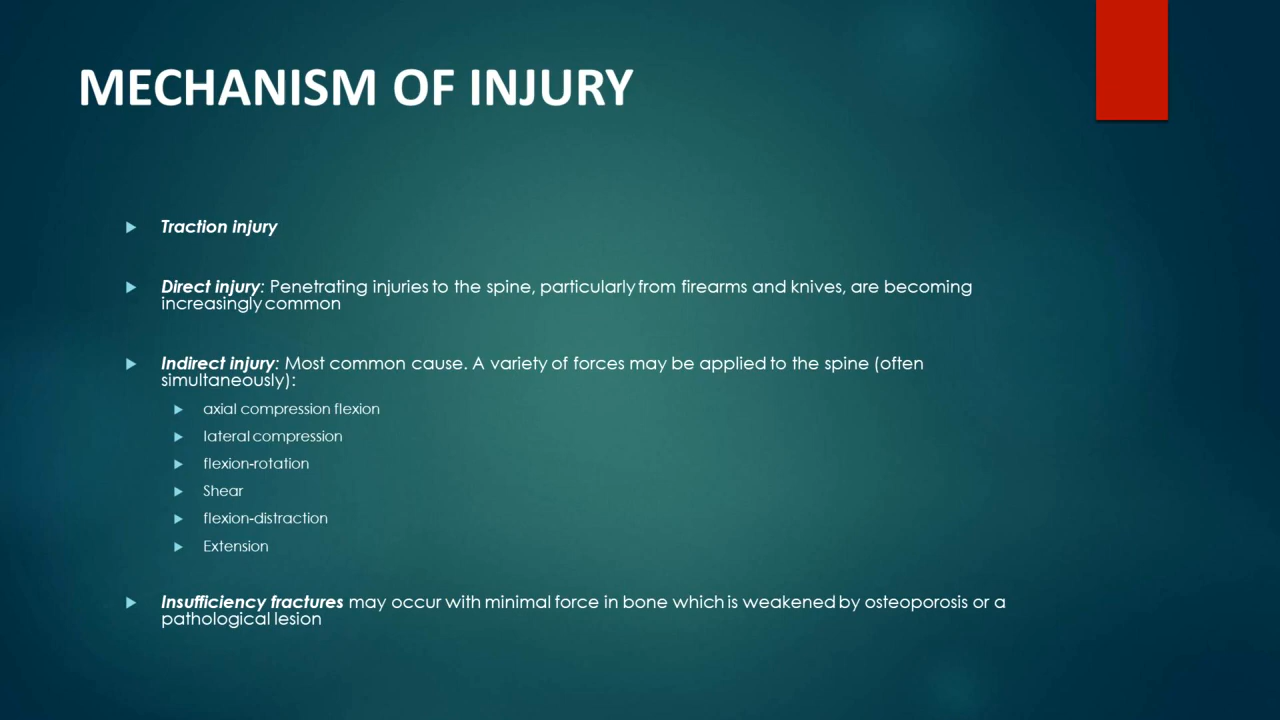 MECHANISM OF INJURY
Traction injury
Direct injury: Penetrating injuries to the spine, particularly from firearms and knives, are becoming
increasingly common
Indirect injury: Most common cause. A variety of forces may be applied to the spine (often
simultaneously):
axial compression flexion
lateral compression
flexion-rotation
Shear
flexion-distraction
Extension
Insufficiency fractures may occur with minimal force in bone which is weakened by osteoporosis or a
pathological lesion